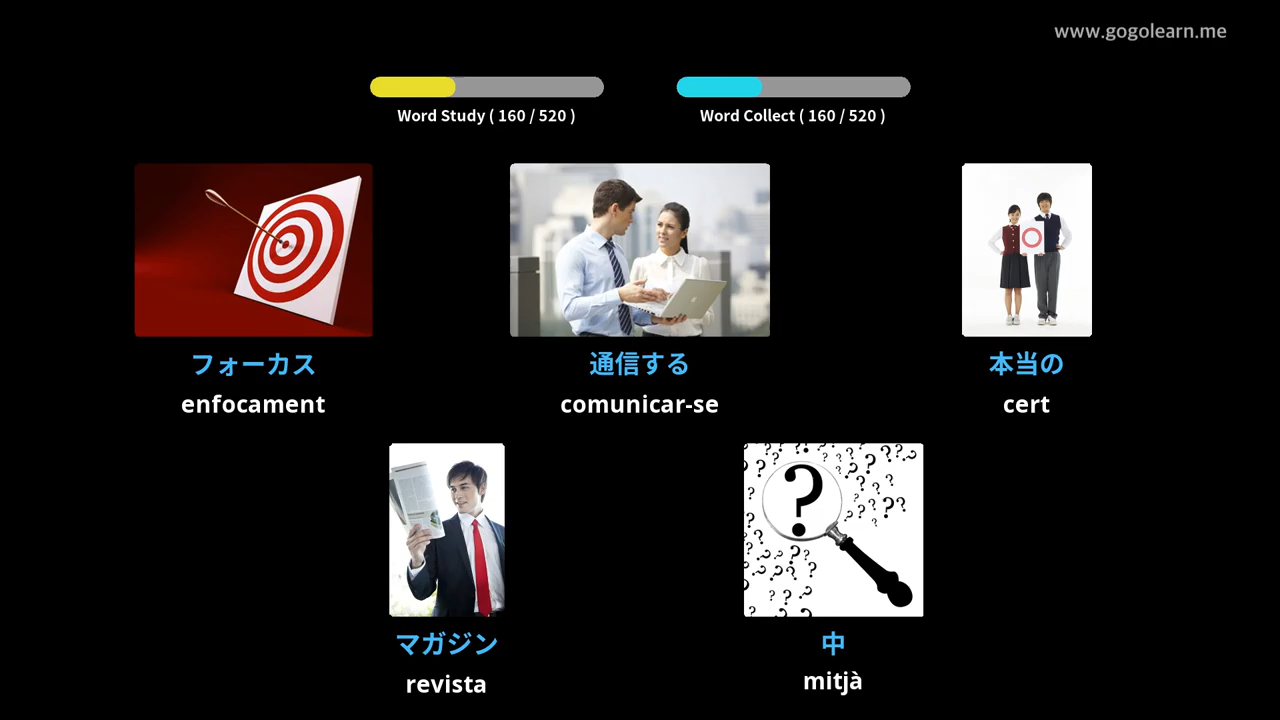 www.gogolearn.me
Word Study ( 160 / 520 )
Word Collect ( 160 / 520 )
フォーカス
enfocament
通信する
comunicar-se
本当の
cert
マガジン
revista
中
mitjà